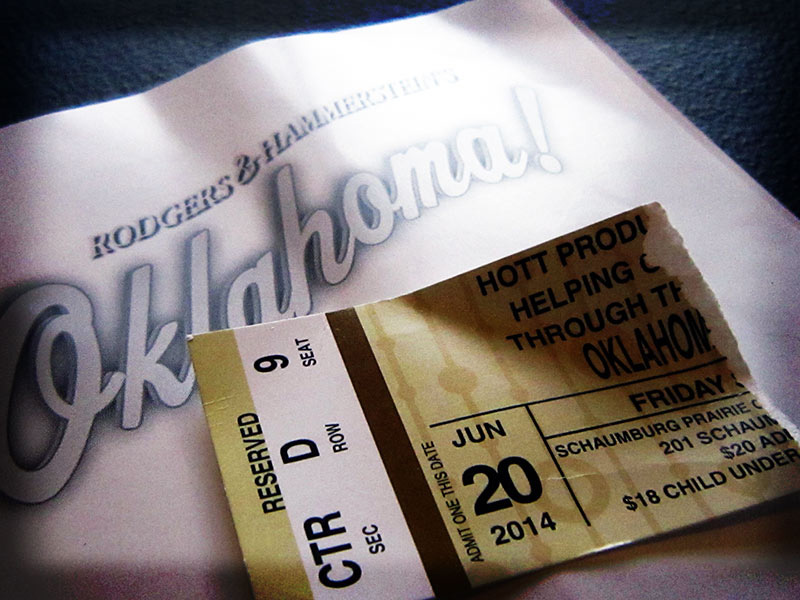 RODGERS & HAMMERSTEIN'S
Oklahoma!
RESERVED
9
SEAT
D
ROW
CTR
SEC
HOTT PRODU
HELPING
THROUGH TH
OKLAHOM
FRIDAY
ADMIT ONE THIS DATE
JUN
20
2014
SCHAUMBURG PRAIRIE
201 SCHAUM
$20 AD
$18 CHILD UNDER